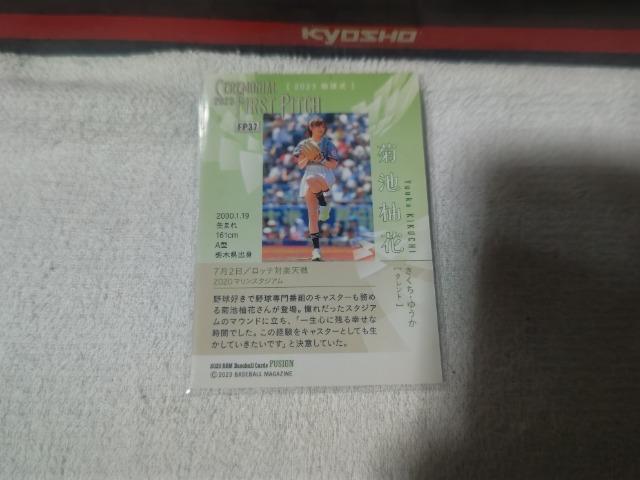 KYOSHO
CEREMONIAL
2023 FIRST PITCH
[ 2023 始球式 ]
FP37
菊池柚花
Yuuka KIKUCHI
きくち・ゆうか
[タレント]
2000.1.19
生まれ
161cm
A型
栃木県出身
7月2日/ロッテ対楽天戦
ZOZOマリンスタジアム
野球好きで野球専門番組のキャスターも務め
る菊池柚花さんが登場。憧れだったスタジアム
のマウンドに立ち、「一生心に残る幸せな
時間でした。この経験をキャスターとしても生
かしていきたいです」と決意していた。
2023 BBM Baseball Cards FUSION
©2023 BASEBALL MAGAZINE